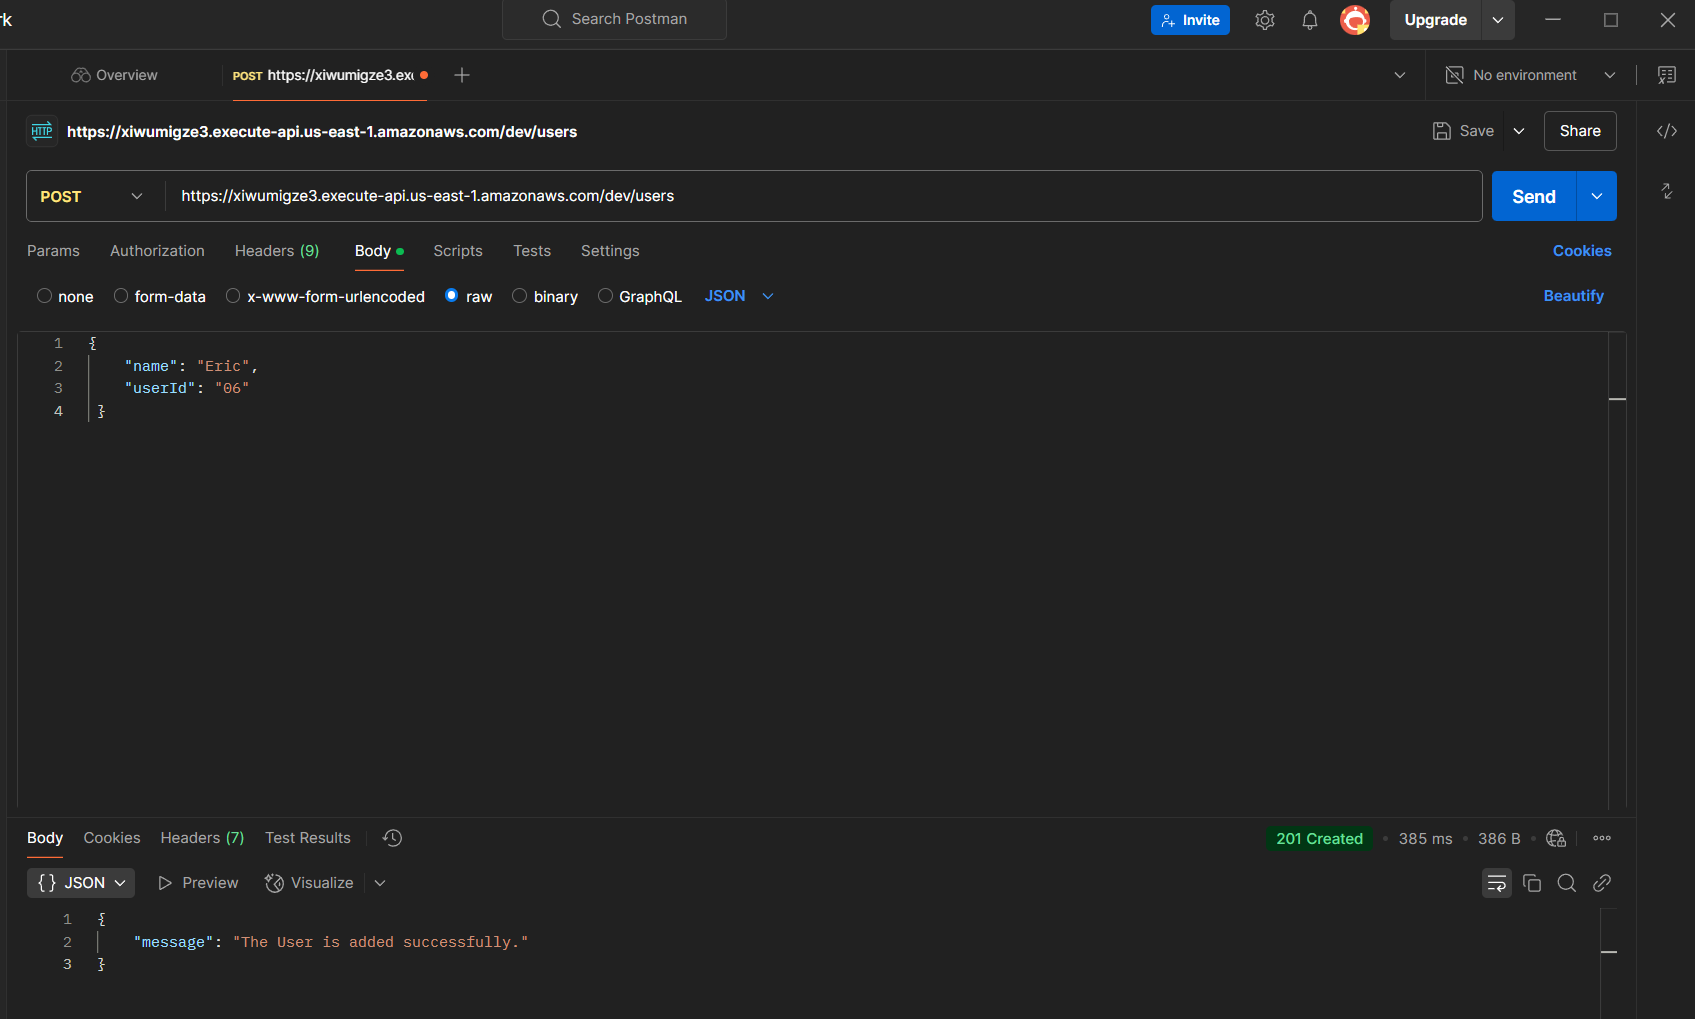 rk
Search Postman
Invite
Upgrade
Overview
POST https://xiwumigze3.exe
No environment
HTTP https://xiwumigze3.execute-api.us-east-1.amazonaws.com/dev/users
Save
Share
POST
https://xiwumigze3.execute-api.us-east-1.amazonaws.com/dev/users
Send
Params Authorization Headers (9) Body Scripts Tests Settings
Cookies
none form-data x-www-form-urlencoded raw binary GraphQL JSON
Beautify
1 {
2 "name": "Eric",
3 "userId": "06"
4 }
Body Cookies Headers (7) Test Results
201 Created • 385 ms • 386 B
{} JSON Preview Visualize
1 {
2 "message": "The User is added successfully."
3 }